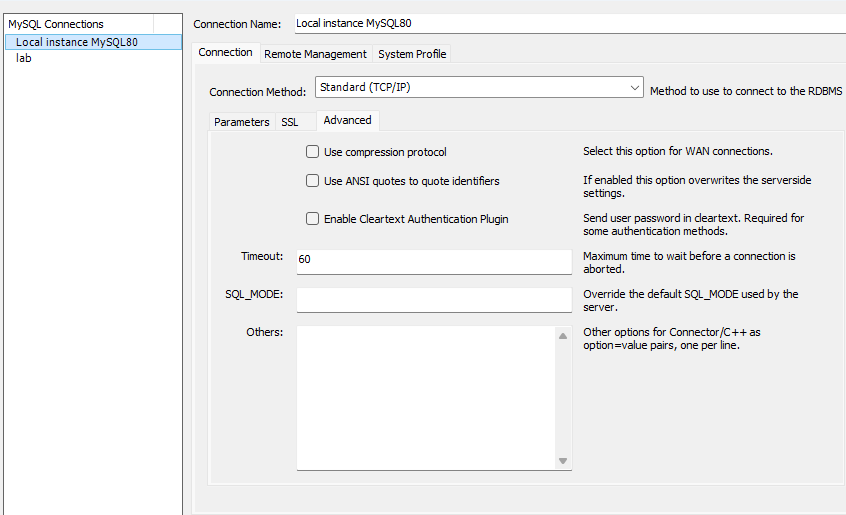 MySQL Connections
Local instance MySQL80
lab
Connection Name: Local instance MySQL80
Connection Remote Management System Profile
Connection Method: Standard (TCP/IP) Method to use to connect to the RDBMS
Parameters SSL Advanced
Use compression protocol Select this option for WAN connections.
Use ANSI quotes to quote identifiers If enabled this option overwrites the serverside
settings.
Enable Cleartext Authentication Plugin Send user password in cleartext. Required for
some authentication methods.
Timeout: 60 Maximum time to wait before a connection is
aborted.
SQL_MODE: Override the default SQL_MODE used by the
server.
Others: Other options for Connector/C++ as
option=value pairs, one per line.